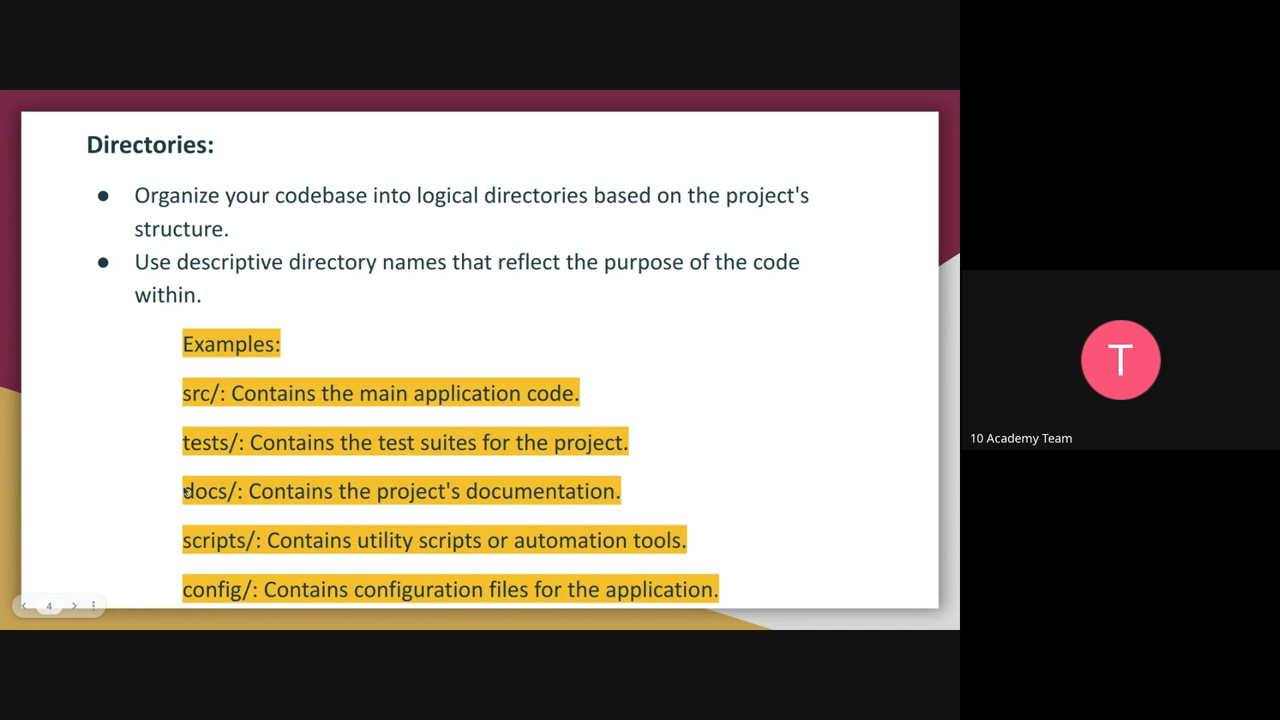 Directories:
● Organize your codebase into logical directories based on the project's
structure.
● Use descriptive directory names that reflect the purpose of the code
within.
Examples:
src/: Contains the main application code.
tests/: Contains the test suites for the project.
docs/: Contains the project's documentation.
scripts/: Contains utility scripts or automation tools.
config/: Contains configuration files for the application.
4
T
10 Academy Team